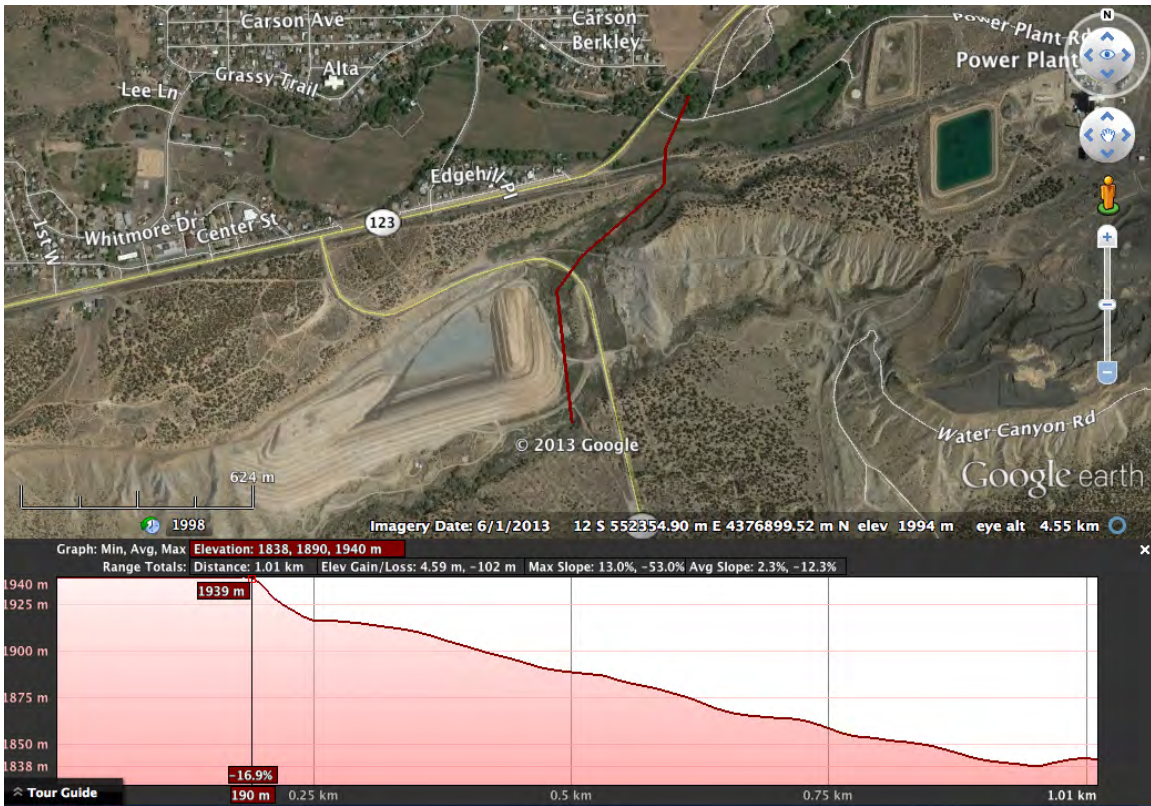 Carson Ave
Carson
Berkley
Power Plant Rd
Power Plant
N
Grassy Trail
Alta
Lee Ln
Edgehill Pl
1st W
Whitmore Dr
Center St
123
Water Canyon Rd
© 2013 Google
Google earth
624 m
1998
Imagery Date: 6/1/2013 12 S 552354.90 m E 4376899.52 m N elev 1994 m eye alt 4.55 km
Graph: Min, Avg, Max Elevation: 1838, 1890, 1940 m
Range Totals: Distance: 1.01 km Elev Gain/Loss: 4.59 m, -102 m Max Slope: 13.0%, -53.0% Avg Slope: 2.3%, -12.3%
1940 m
1939 m
1925 m
1900 m
1875 m
1850 m
1838 m
-16.9%
Tour Guide
190 m 0.25 km 0.5 km 0.75 km 1.01 km